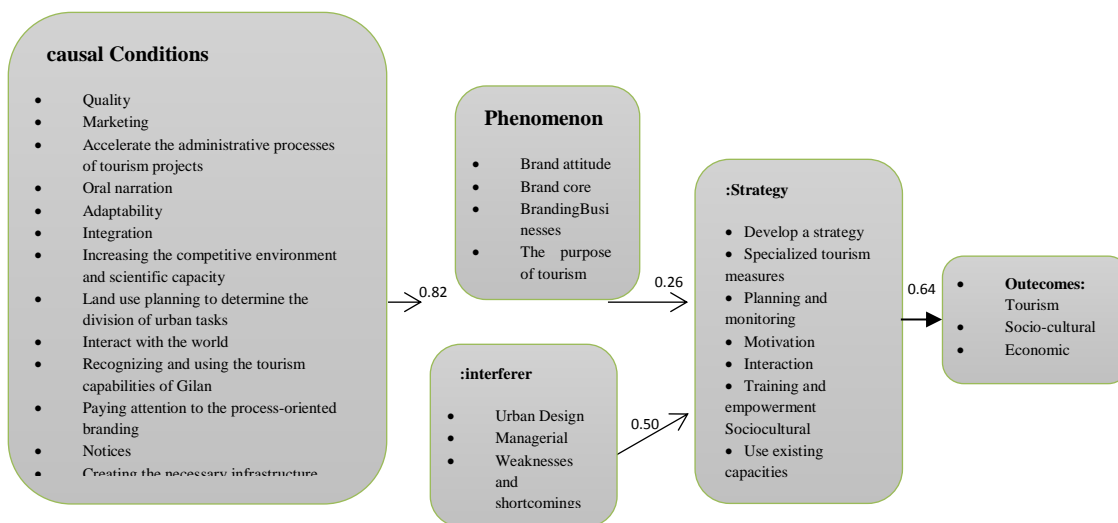 causal Conditions
• Quality
• Marketing
• Accelerate the administrative processes
of tourism projects
• Oral narration
• Adaptability
• Integration
• Increasing the competitive environment
and scientific capacity
• Land use planning to determine the
division of urban tasks
• Interact with the world
• Recognizing and using the tourism
capabilities of Gilan
• Paying attention to the process-oriented
branding
• Notices
• Creating the necessary infrastructure
0.82
Phenomenon
• Brand attitude
• Brand core
• BrandingBusi
nesses
• The purpose
of tourism
0.26
:interferer
• Urban Design
• Managerial
• Weaknesses
and
shortcomings
0.50
:Strategy
• Develop a strategy
• Specialized tourism
measures
• Planning and
monitoring
• Motivation
• Interaction
• Training and
empowerment
Sociocultural
• Use existing
capacities
0.64
• Outecomes:
Tourism
• Socio-cultural
• Economic